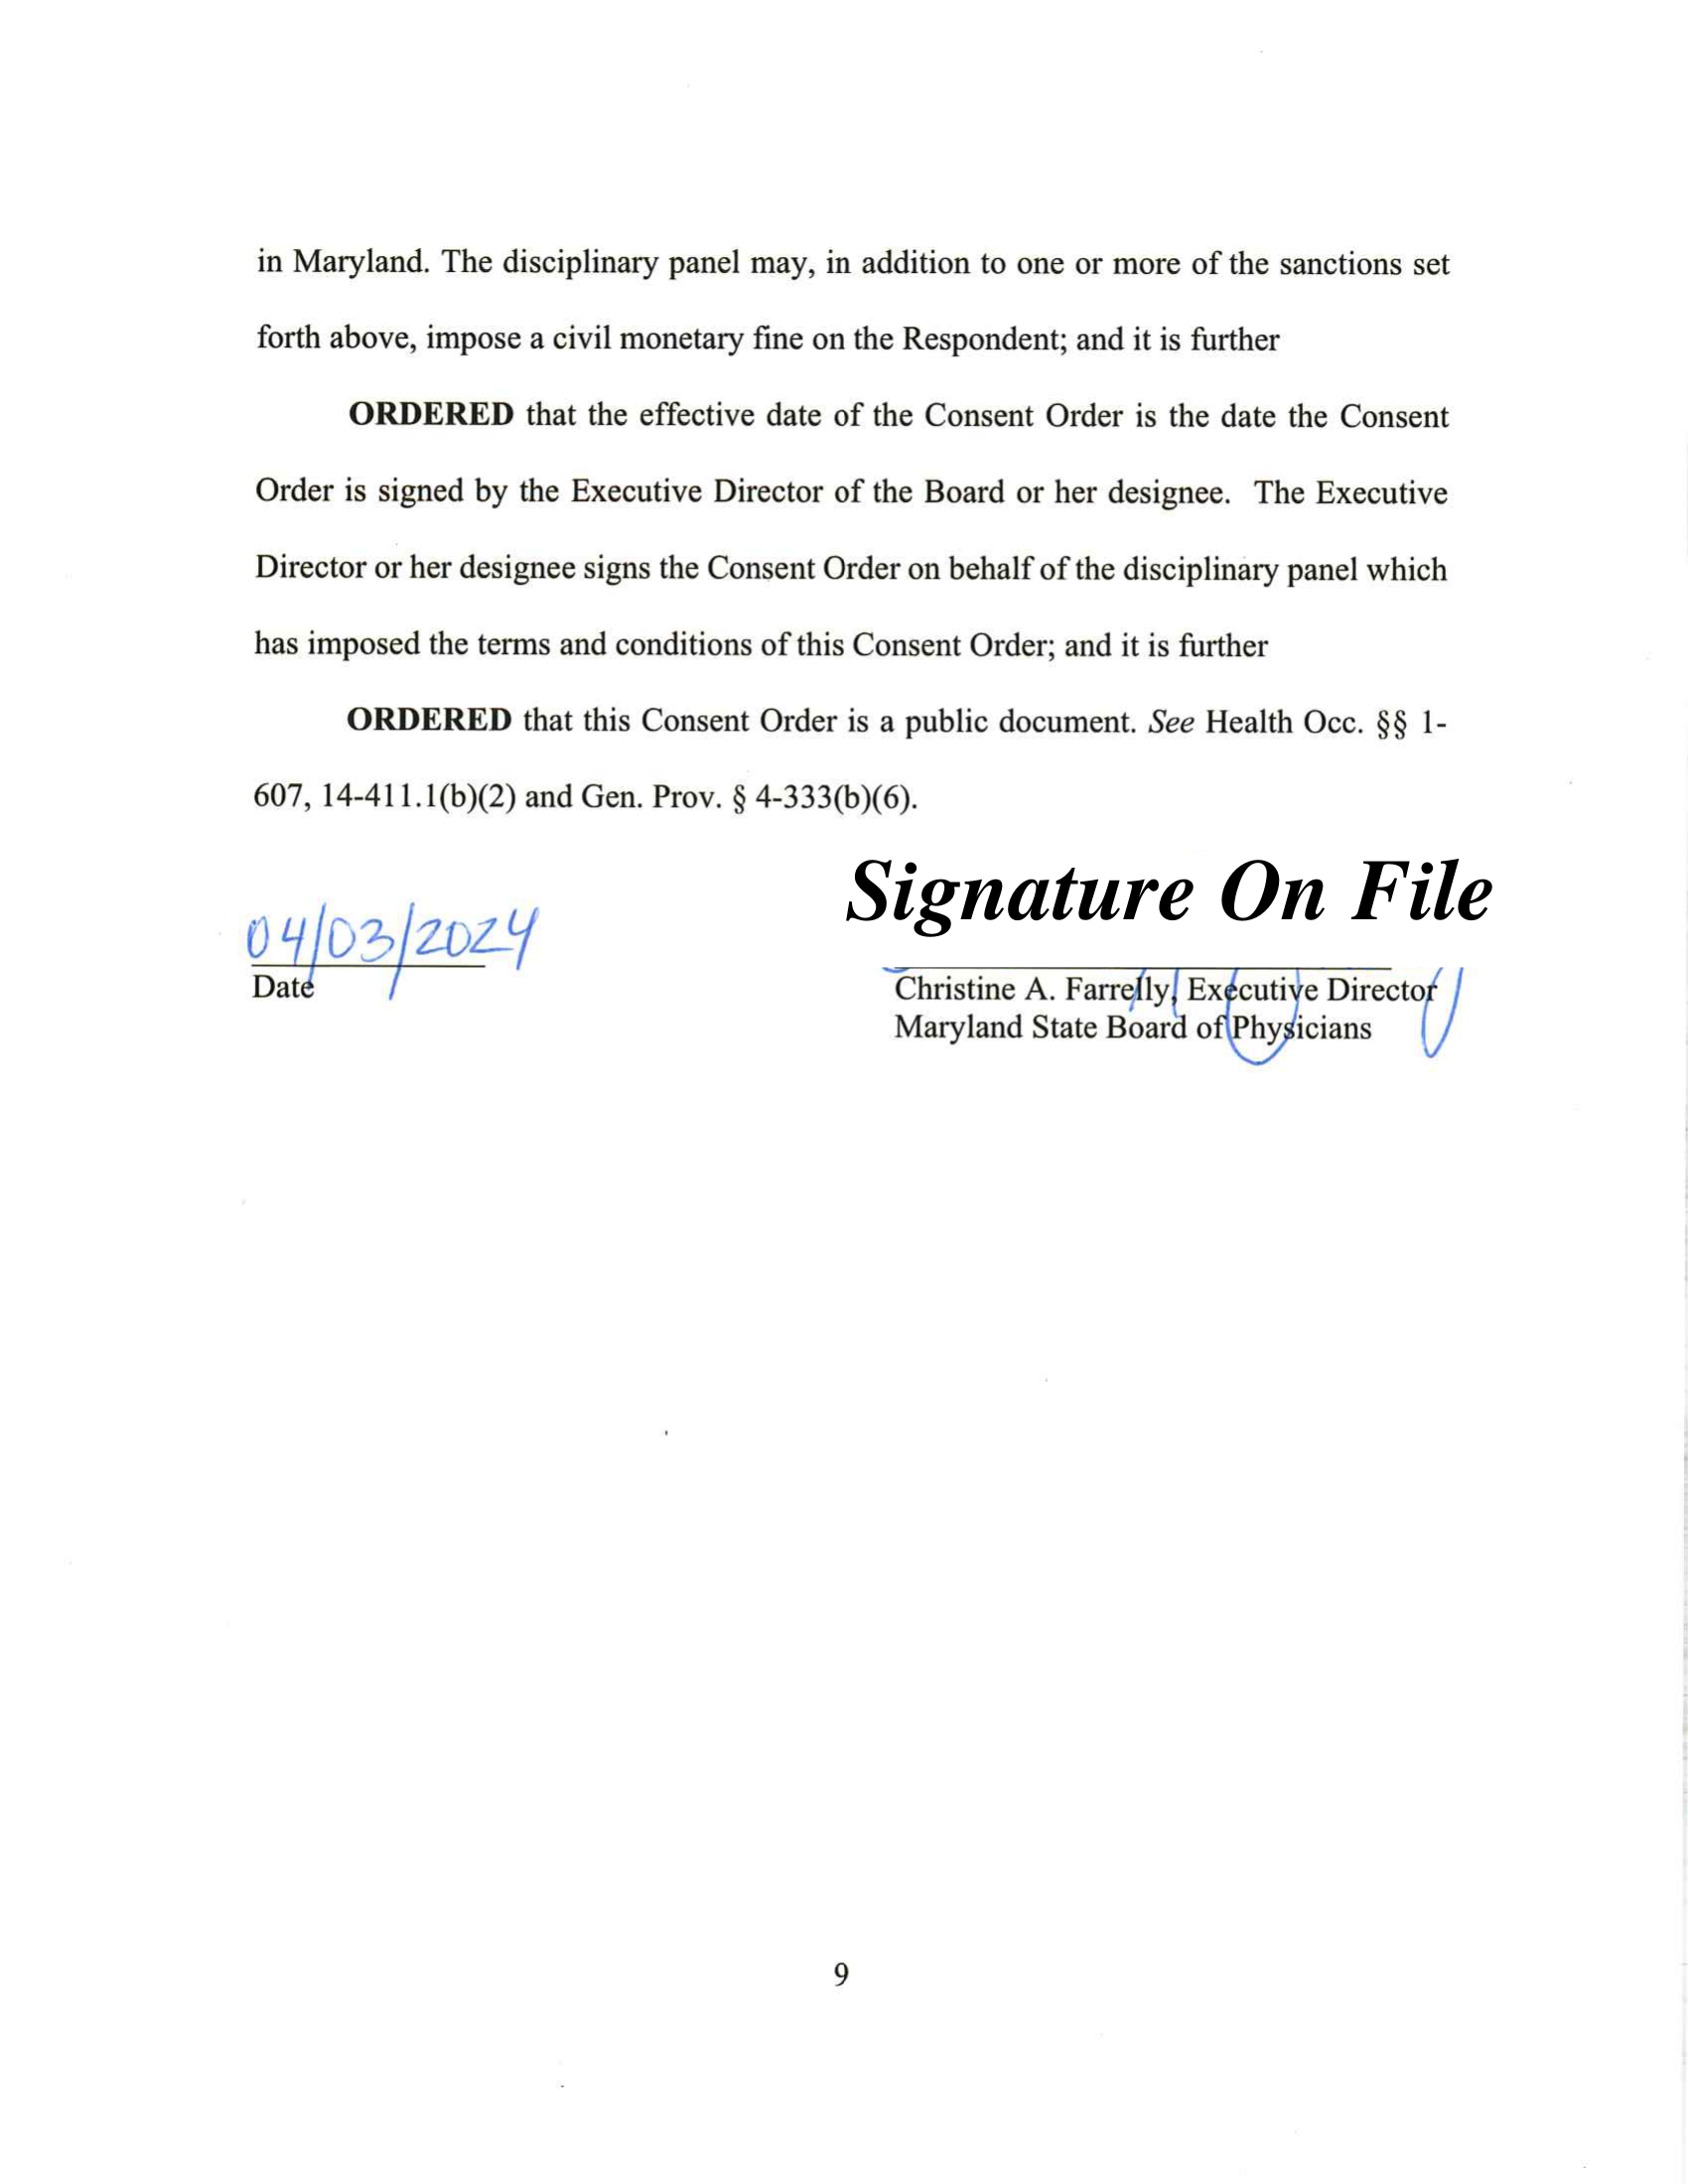 in Maryland. The disciplinary panel may, in addition to one or more of the sanctions set
forth above, impose a civil monetary fine on the Respondent; and it is further
ORDERED that the effective date of the Consent Order is the date the Consent
Order is signed by the Executive Director of the Board or her designee. The Executive
Director or her designee signs the Consent Order on behalf of the disciplinary panel which
has imposed the terms and conditions of this Consent Order; and it is further
ORDERED that this Consent Order is a public document. See Health Occ. §§ 1-
607, 14-411.1(b)(2) and Gen. Prov. § 4-333(b)(6).
Signature On File
04/03/2024
Date
Christine A. Farrelly, Executive Director
Maryland State Board of Physicians
9